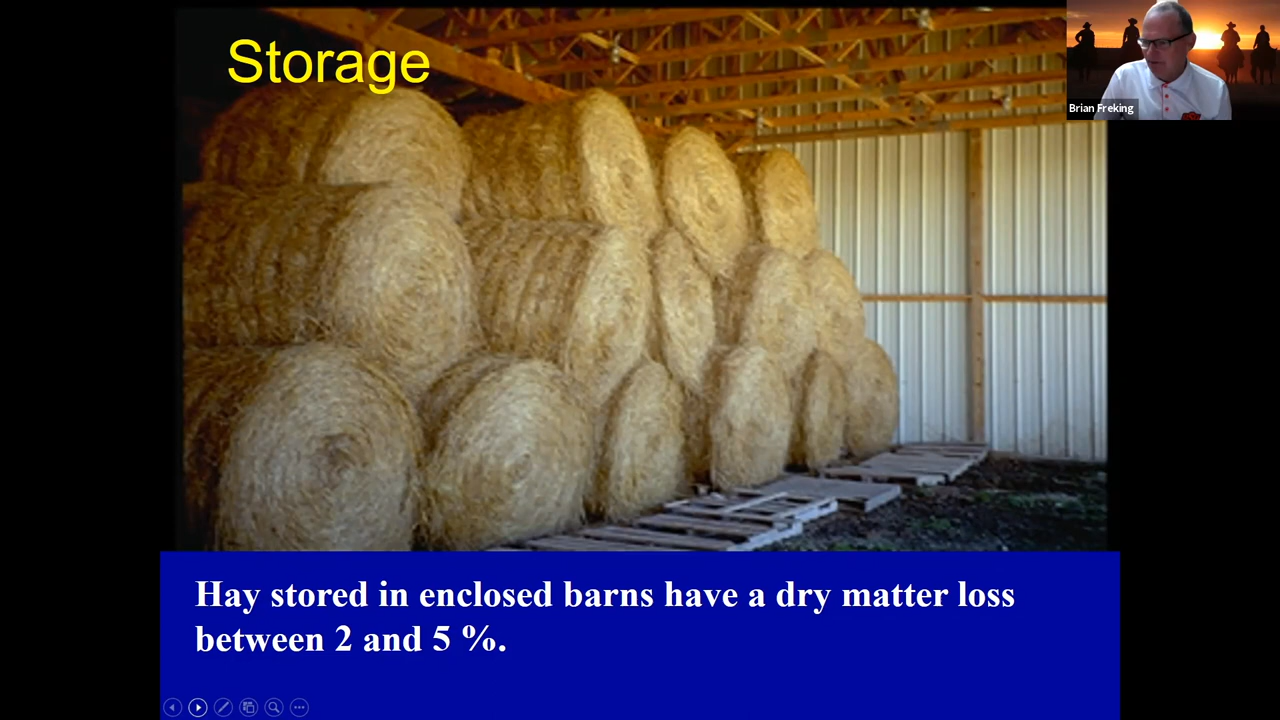 Storage
Brian Freking
Hay stored in enclosed barns have a dry matter loss
between 2 and 5 %.